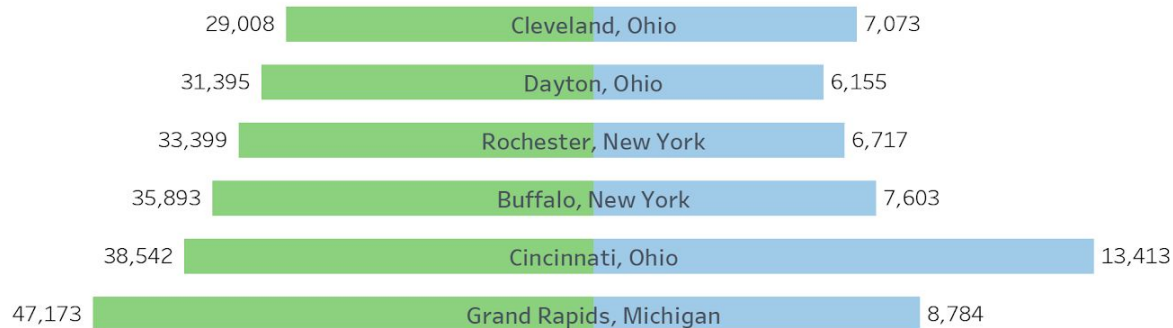 29,008 Cleveland, Ohio 7,073
31,395 Dayton, Ohio 6,155
33,399 Rochester, New York 6,717
35,893 Buffalo, New York 7,603
38,542 Cincinnati, Ohio 13,413
47,173 Grand Rapids, Michigan 8,784